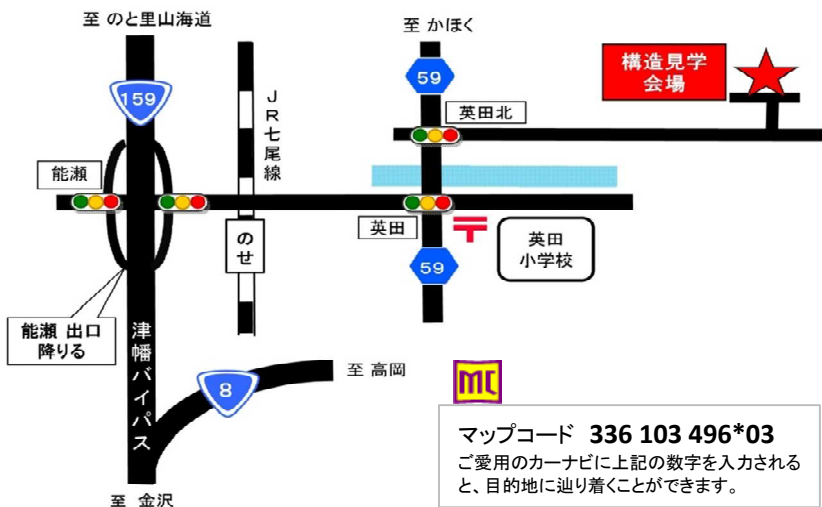 至 のと里山海道
至 かほく
159
59
構造見学
会場
JR七尾線
英田北
能瀬
英田
のせ
英田
小学校
59
能瀬 出口
降りる
津幡バイパス
8
至 高岡
mc
マップコード 336 103 496*03
ご愛用のカーナビに上記の数字を入力される
と、目的地に辿り着くことができます。
至 金沢